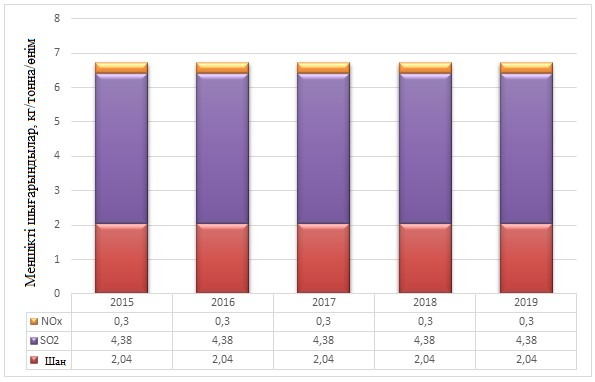 Меншікті шығарындылар, кг/тонна/өнім
8
7
6
5
4
3
2
1
0
2015 2016 2017 2018 2019
NOx 0,3 0,3 0,3 0,3 0,3
SO2 4,38 4,38 4,38 4,38 4,38
Шаң 2,04 2,04 2,04 2,04 2,04